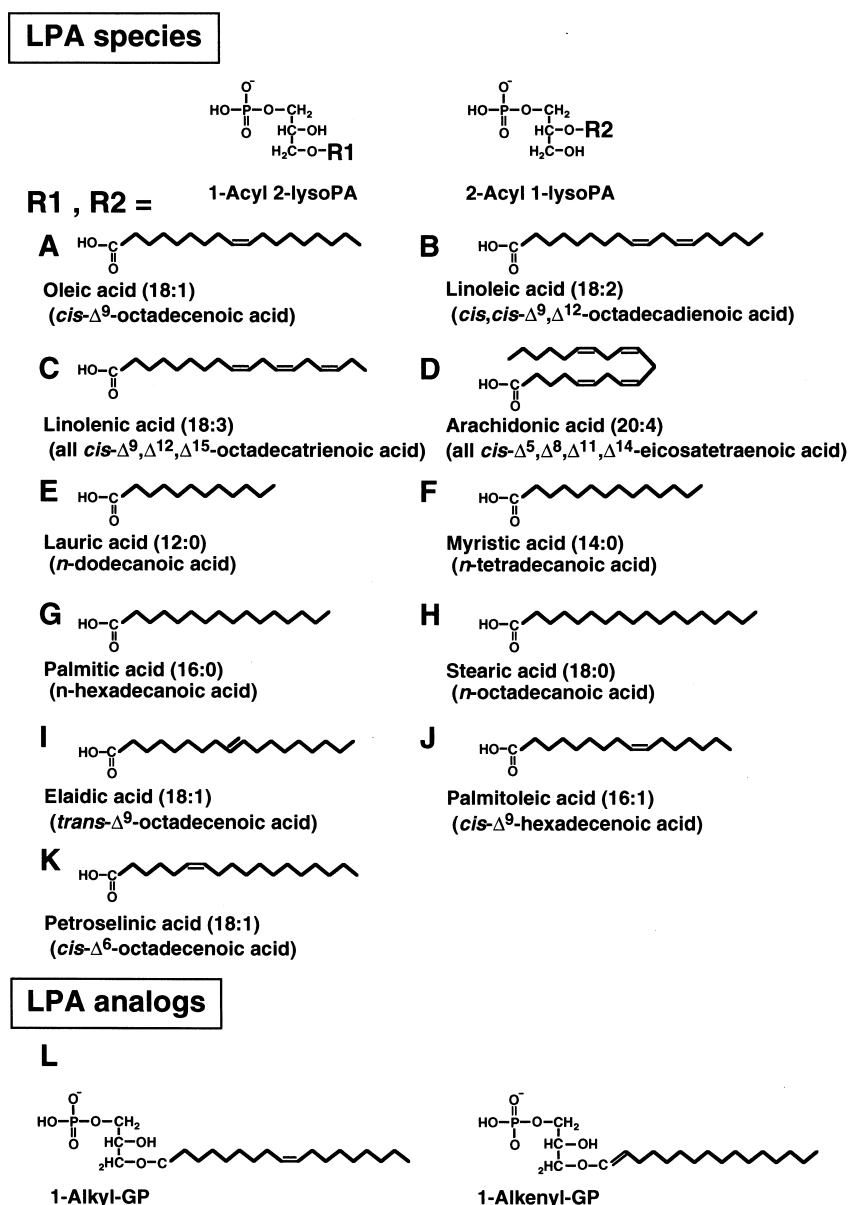 LPA species
O⁻
HO–P–O–CH₂
O
HC–OH
H₂C–O–R1
1-Acyl 2-lysoPA
O⁻
HO–P–O–CH₂
O
HC–O–R2
H₂C–OH
2-Acyl 1-lysoPA
R1 , R2 =
A
HO–C
O
Oleic acid (18:1)
(cis-Δ⁹-octadecenoic acid)
B
HO–C
O
Linoleic acid (18:2)
(cis,cis-Δ⁹,Δ¹²-octadecadienoic acid)
C
HO–C
O
Linolenic acid (18:3)
(all cis-Δ⁹,Δ¹²,Δ¹⁵-octadecatrienoic acid)
D
HO–C
O
Arachidonic acid (20:4)
(all cis-Δ⁵,Δ⁸,Δ¹¹,Δ¹⁴-eicosatetraenoic acid)
E
HO–C
O
Lauric acid (12:0)
(n-dodecanoic acid)
F
HO–C
O
Myristic acid (14:0)
(n-tetradecanoic acid)
G
HO–C
O
Palmitic acid (16:0)
(n-hexadecanoic acid)
H
HO–C
O
Stearic acid (18:0)
(n-octadecanoic acid)
I
HO–C
O
Elaidic acid (18:1)
(trans-Δ⁹-octadecenoic acid)
J
HO–C
O
Palmitoleic acid (16:1)
(cis-Δ⁹-hexadecenoic acid)
K
HO–C
O
Petroselinic acid (18:1)
(cis-Δ⁶-octadecenoic acid)
LPA analogs
L
O⁻
HO–P–O–CH₂
O
HC–OH
₂HC–O–C
1-Alkyl-GP
O⁻
HO–P–O–CH₂
O
HC–OH
₂HC–O–C
1-Alkenyl-GP